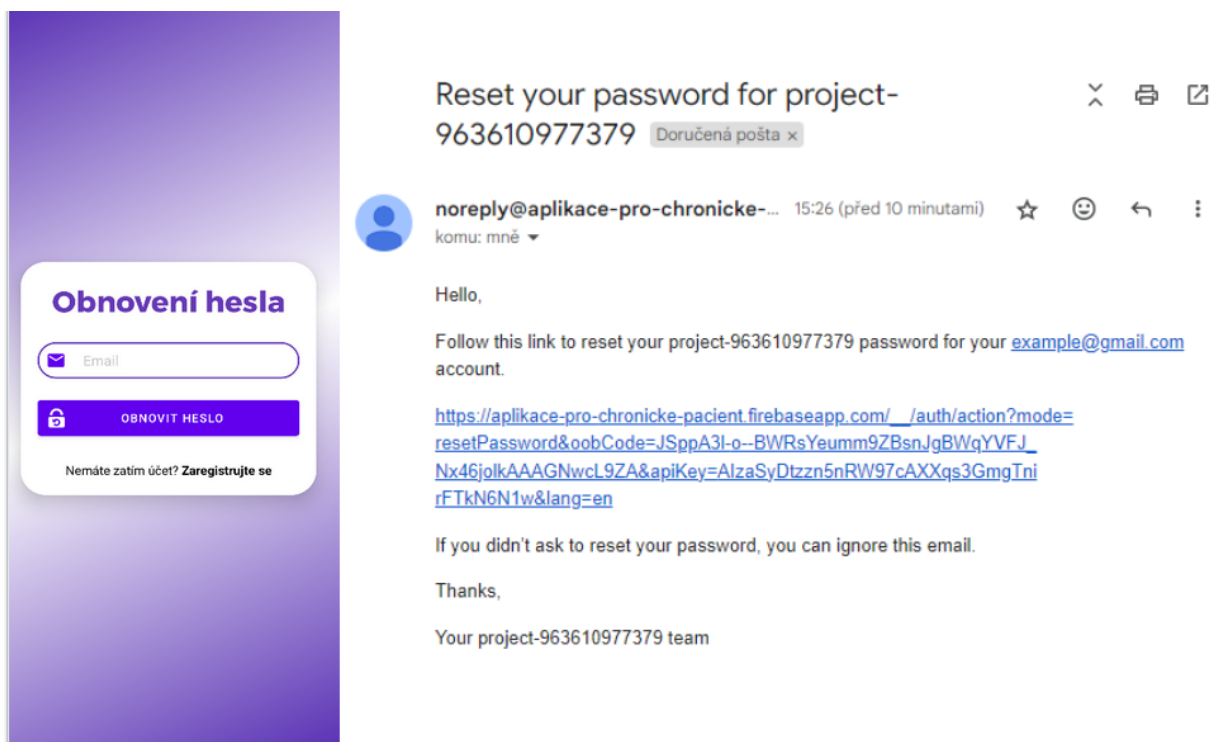 Obnovení hesla
Email
OBNOVIT HESLO
Nemáte zatím účet? Zaregistrujte se
Reset your password for project-
963610977379 Doručená pošta ×
noreply@aplikace-pro-chronicke-... 15:26 (před 10 minutami)
komu: mně
Hello,
Follow this link to reset your project-963610977379 password for your example@gmail.com
account.
https://aplikace-pro-chronicke-pacient.firebaseapp.com/__/auth/action?mode=
resetPassword&oobCode=JSppA3l-o--BWRsYeumm9ZBsnJgBWqYVFJ_
Nx46jolkAAAGNwcL9ZA&apiKey=AIzaSyDtzzn5nRW97cAXXqs3GmgTni
rFTkN6N1w&lang=en
If you didn't ask to reset your password, you can ignore this email.
Thanks,
Your project-963610977379 team